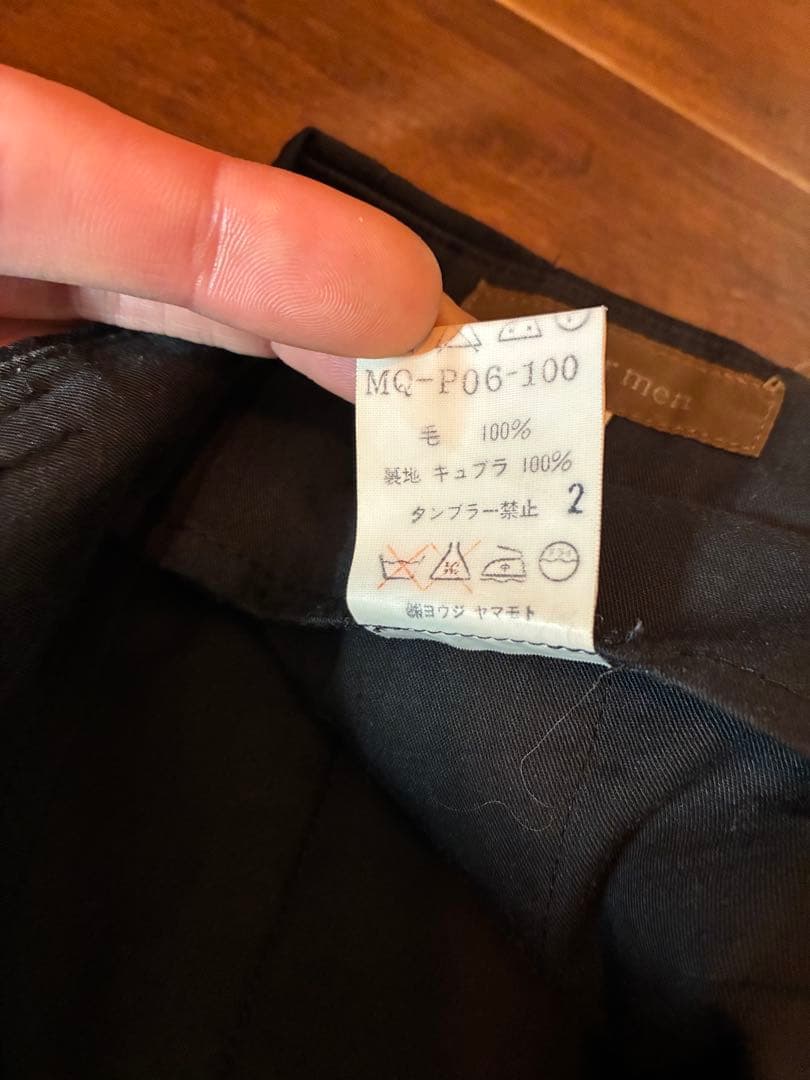 MQ-P06-100
毛 100%
裏地 キュプラ 100%
タンブラー禁止 2
㈱ヨウジ ヤマモト
men